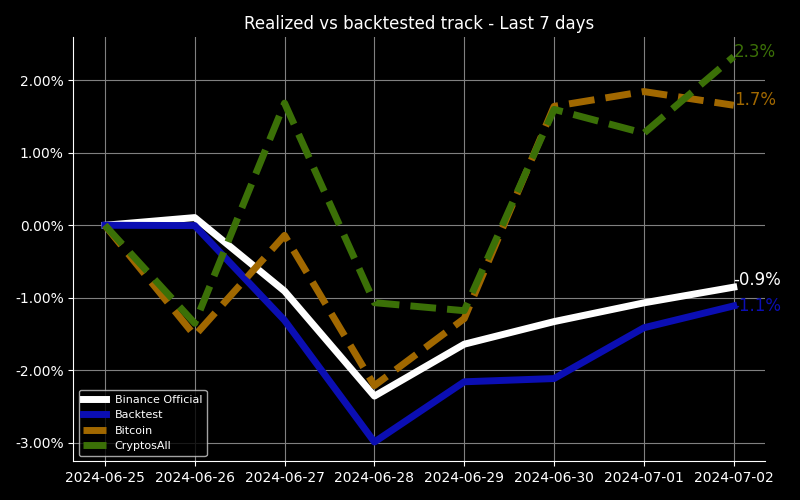 Realized vs backtested track - Last 7 days
2.00%
1.00%
0.00%
-1.00%
-2.00%
-3.00%
2.3%
1.7%
-0.9%
-1.1%
Binance Official
Backtest
Bitcoin
CryptosAll
2024-06-25 2024-06-26 2024-06-27 2024-06-28 2024-06-29 2024-06-30 2024-07-01 2024-07-02